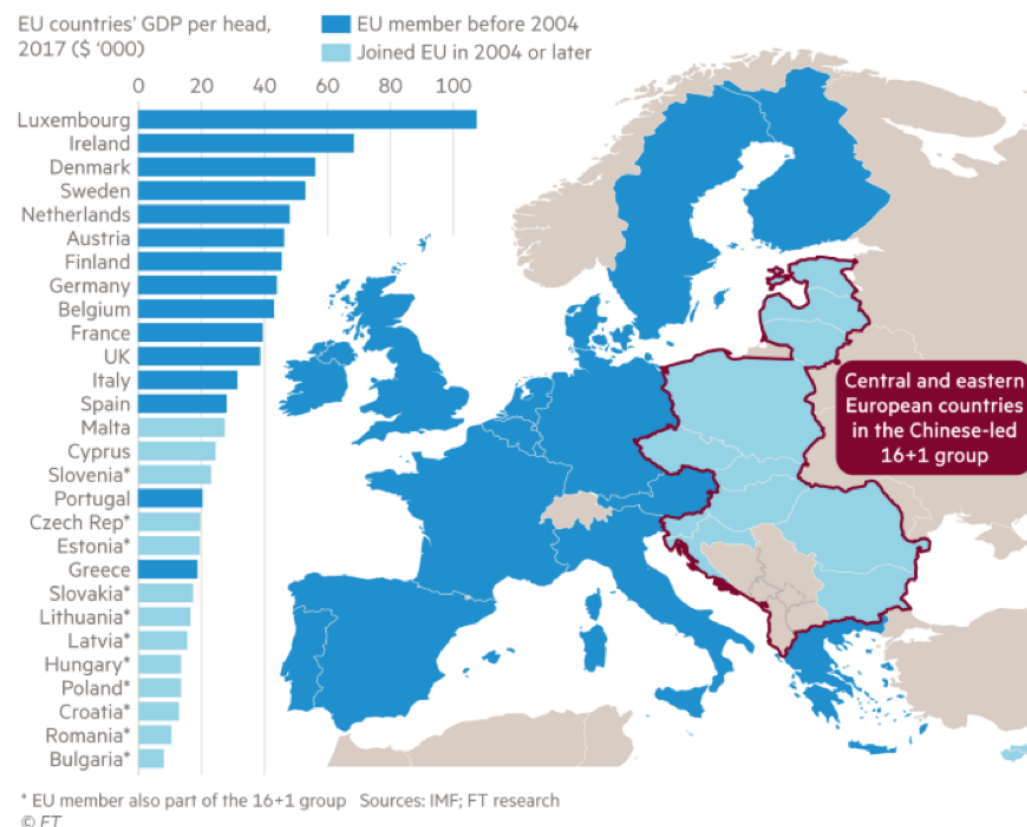 EU countries' GDP per head,
2017 ($ '000)
EU member before 2004
Joined EU in 2004 or later
0 20 40 60 80 100
Luxembourg
Ireland
Denmark
Sweden
Netherlands
Austria
Finland
Germany
Belgium
France
UK
Italy
Spain
Malta
Cyprus
Slovenia*
Portugal
Czech Rep*
Estonia*
Greece
Slovakia*
Lithuania*
Latvia*
Hungary*
Poland*
Croatia*
Romania*
Bulgaria*
Central and eastern
European countries
in the Chinese-led
16+1 group
* EU member also part of the 16+1 group Sources: IMF; FT research
© FT